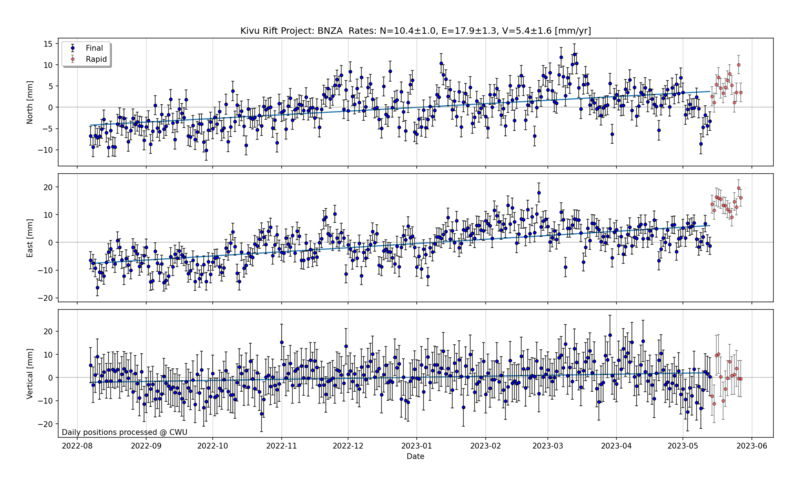 Kivu Rift Project: BNZA  Rates: N=10.4±1.0, E=17.9±1.3, V=5.4±1.6 [mm/yr]
Final
Rapid
15
10
5
0
−5
−10
North [mm]
20
10
0
−10
−20
East [mm]
20
10
0
−10
−20
Vertical [mm]
Daily positions processed @ CWU
2022-08 2022-09 2022-10 2022-11 2022-12 2023-01 2023-02 2023-03 2023-04 2023-05 2023-06
Date